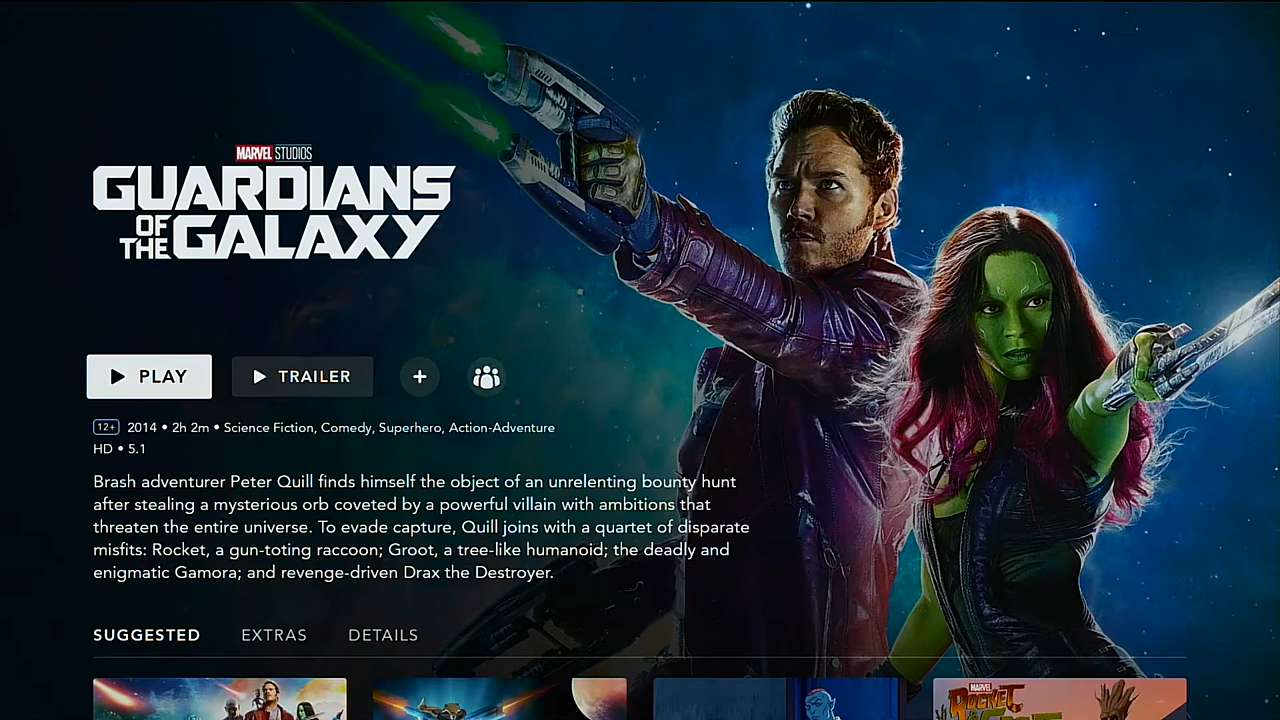 MARVEL STUDIOS
GUARDIANS
OF THE GALAXY
PLAY
TRAILER
12+ 2014 • 2h 2m • Science Fiction, Comedy, Superhero, Action-Adventure
HD • 5.1
Brash adventurer Peter Quill finds himself the object of an unrelenting bounty hunt
after stealing a mysterious orb coveted by a powerful villain with ambitions that
threaten the entire universe. To evade capture, Quill joins with a quartet of disparate
misfits: Rocket, a gun-toting raccoon; Groot, a tree-like humanoid; the deadly and
enigmatic Gamora; and revenge-driven Drax the Destroyer.
SUGGESTED
EXTRAS
DETAILS
MARVEL
ROCKET